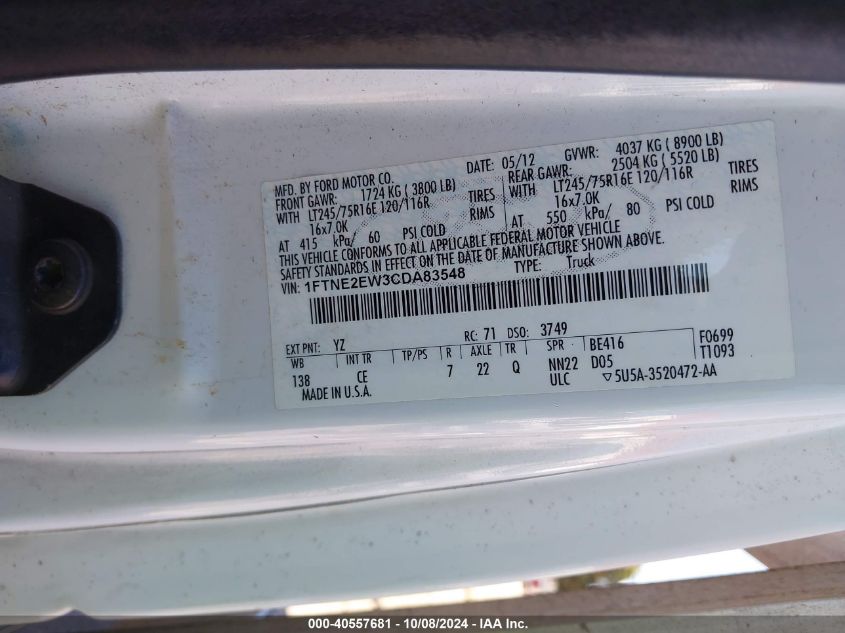 MFD. BY FORD MOTOR CO. DATE: 05/12 GVWR: 4037 KG ( 8900 LB)
FRONT GAWR: 1724 KG ( 3800 LB) REAR GAWR: 2504 KG ( 5520 LB)
WITH LT245/75R16E 120/116R TIRES WITH LT245/75R16E 120/116R TIRES
16x7.0K RIMS 16x7.0K RIMS
AT 415 kPa/ 60 PSI COLD AT 550 kPa/ 80 PSI COLD
THIS VEHICLE CONFORMS TO ALL APPLICABLE FEDERAL MOTOR VEHICLE
SAFETY STANDARDS IN EFFECT ON THE DATE OF MANUFACTURE SHOWN ABOVE.
VIN: 1FTNE2EW3CDA83548 TYPE: Truck
EXT PNT: YZ RC: 71 DSO: 3749 F0699
WB INT TR TP/PS R AXLE TR SPR BE416 T1093
138 CE 7 22 Q NN22 D05
MADE IN U.S.A. ULC ▽5U5A-3520472-AA
000-40557681 - 10/08/2024 - IAAI.com.